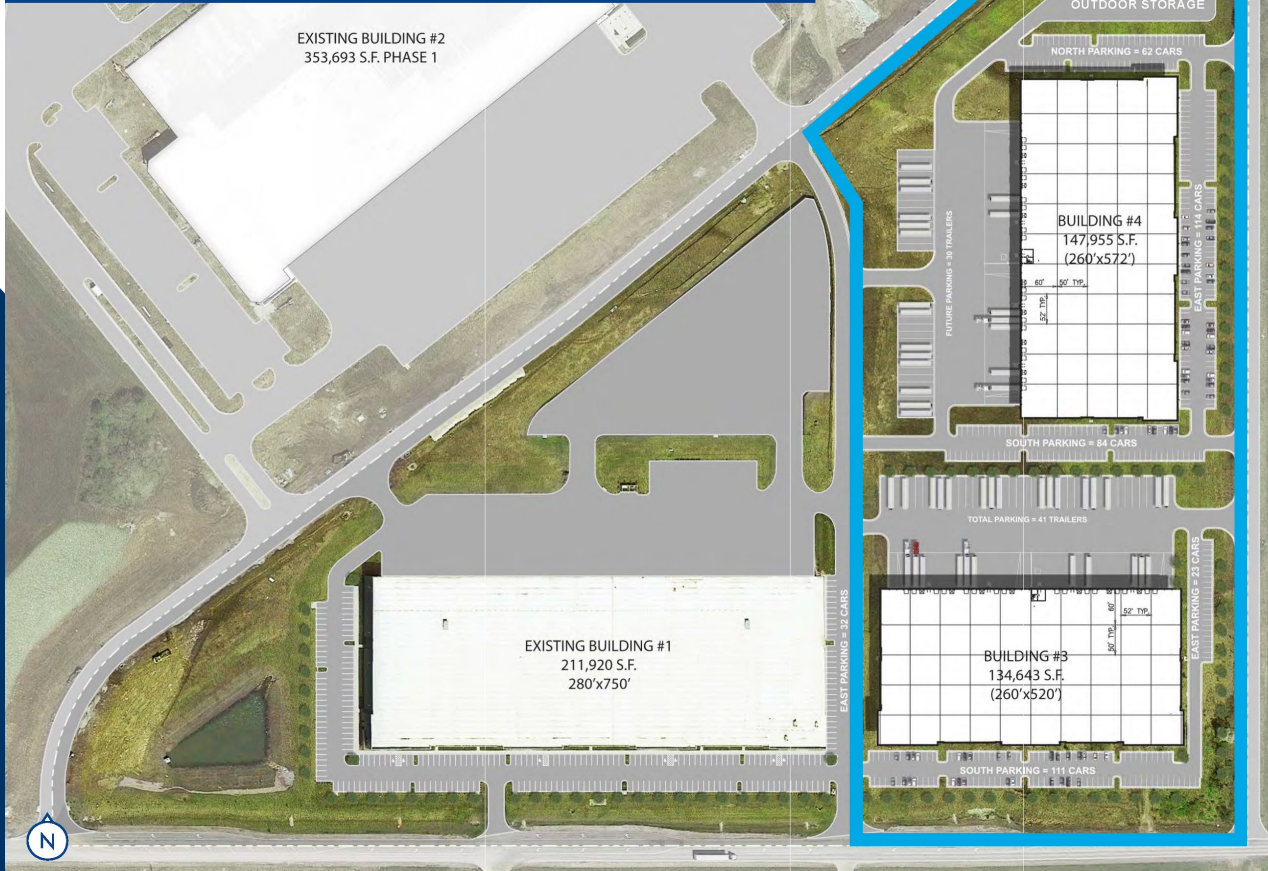 OUTDOOR STORAGE
EXISTING BUILDING #2
353,693 S.F. PHASE 1
NORTH PARKING = 62 CARS
BUILDING #4
147,955 S.F.
(260'x572')
60'
50' TYP.
52' TYP.
EAST PARKING = 114 CARS
FUTURE PARKING = 30 TRAILERS
SOUTH PARKING = 84 CARS
TOTAL PARKING = 41 TRAILERS
EAST PARKING = 23 CARS
60'
52' TYP.
50' TYP.
BUILDING #3
134,643 S.F.
(260'x520')
SOUTH PARKING = 111 CARS
EXISTING BUILDING #1
211,920 S.F.
280'x750'
EAST PARKING = 32 CARS
N